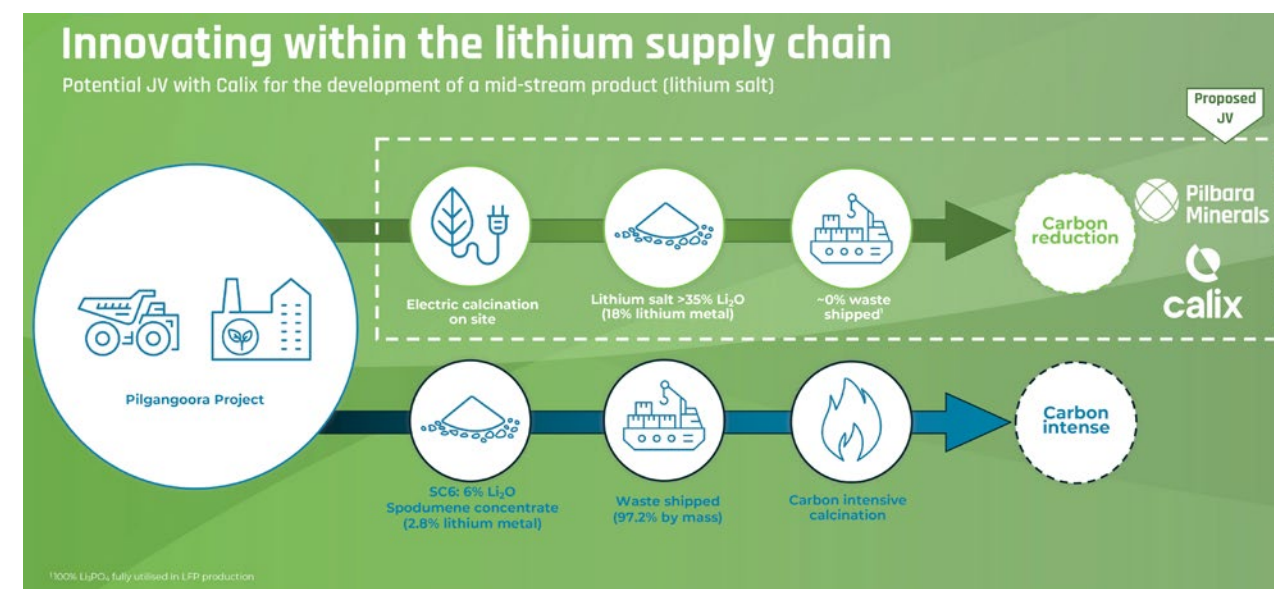 Innovating within the lithium supply chain
Potential JV with Calix for the development of a mid-stream product (lithium salt)
Proposed
JV
Pilgangoora Project
Electric calcination
on site
Lithium salt >35% Li₂O
(18% lithium metal)
~0% waste
shipped¹
Carbon
reduction
Pilbara
Minerals
calix
SC6: 6% Li₂O
Spodumene concentrate
(2.8% lithium metal)
Waste shipped
(97.2% by mass)
Carbon intensive
calcination
Carbon
intense
¹100% Li₃PO₄ fully utilised in LFP production